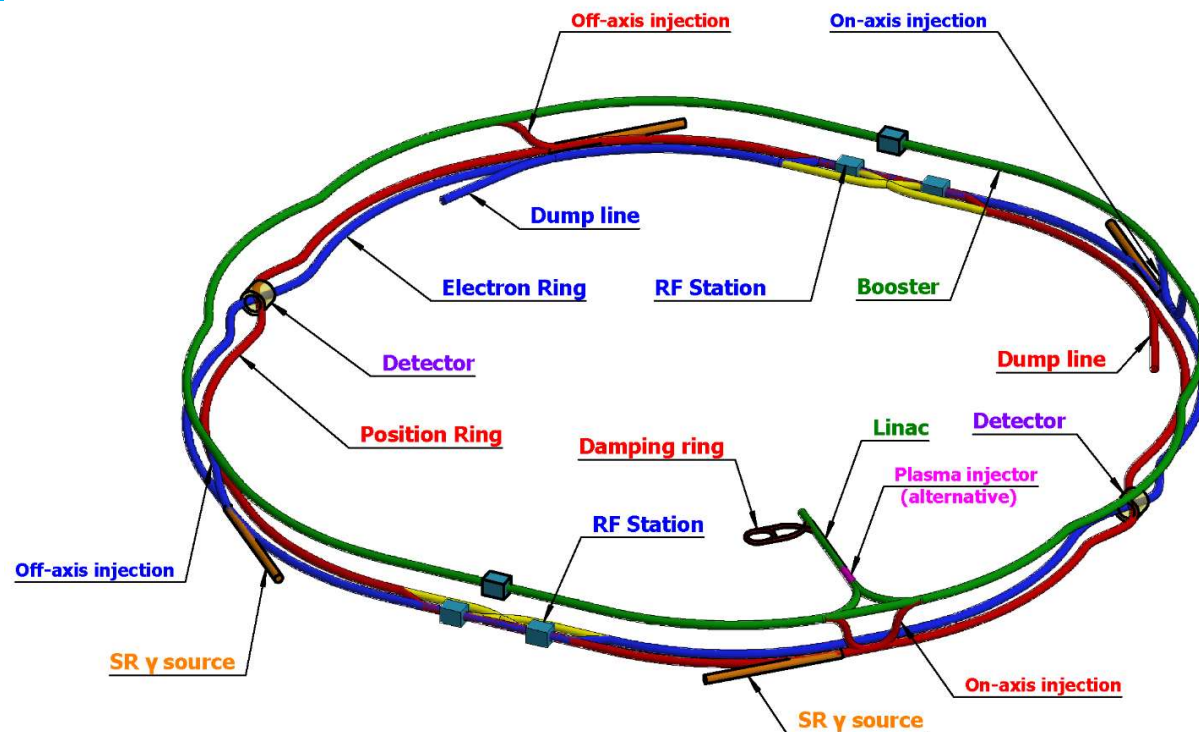 Off-axis injection
On-axis injection
Dump line
Electron Ring
RF Station
Booster
Detector
Dump line
Position Ring
Damping ring
Linac
Detector
Plasma injector
(alternative)
RF Station
Off-axis injection
SR γ source
On-axis injection
SR γ source